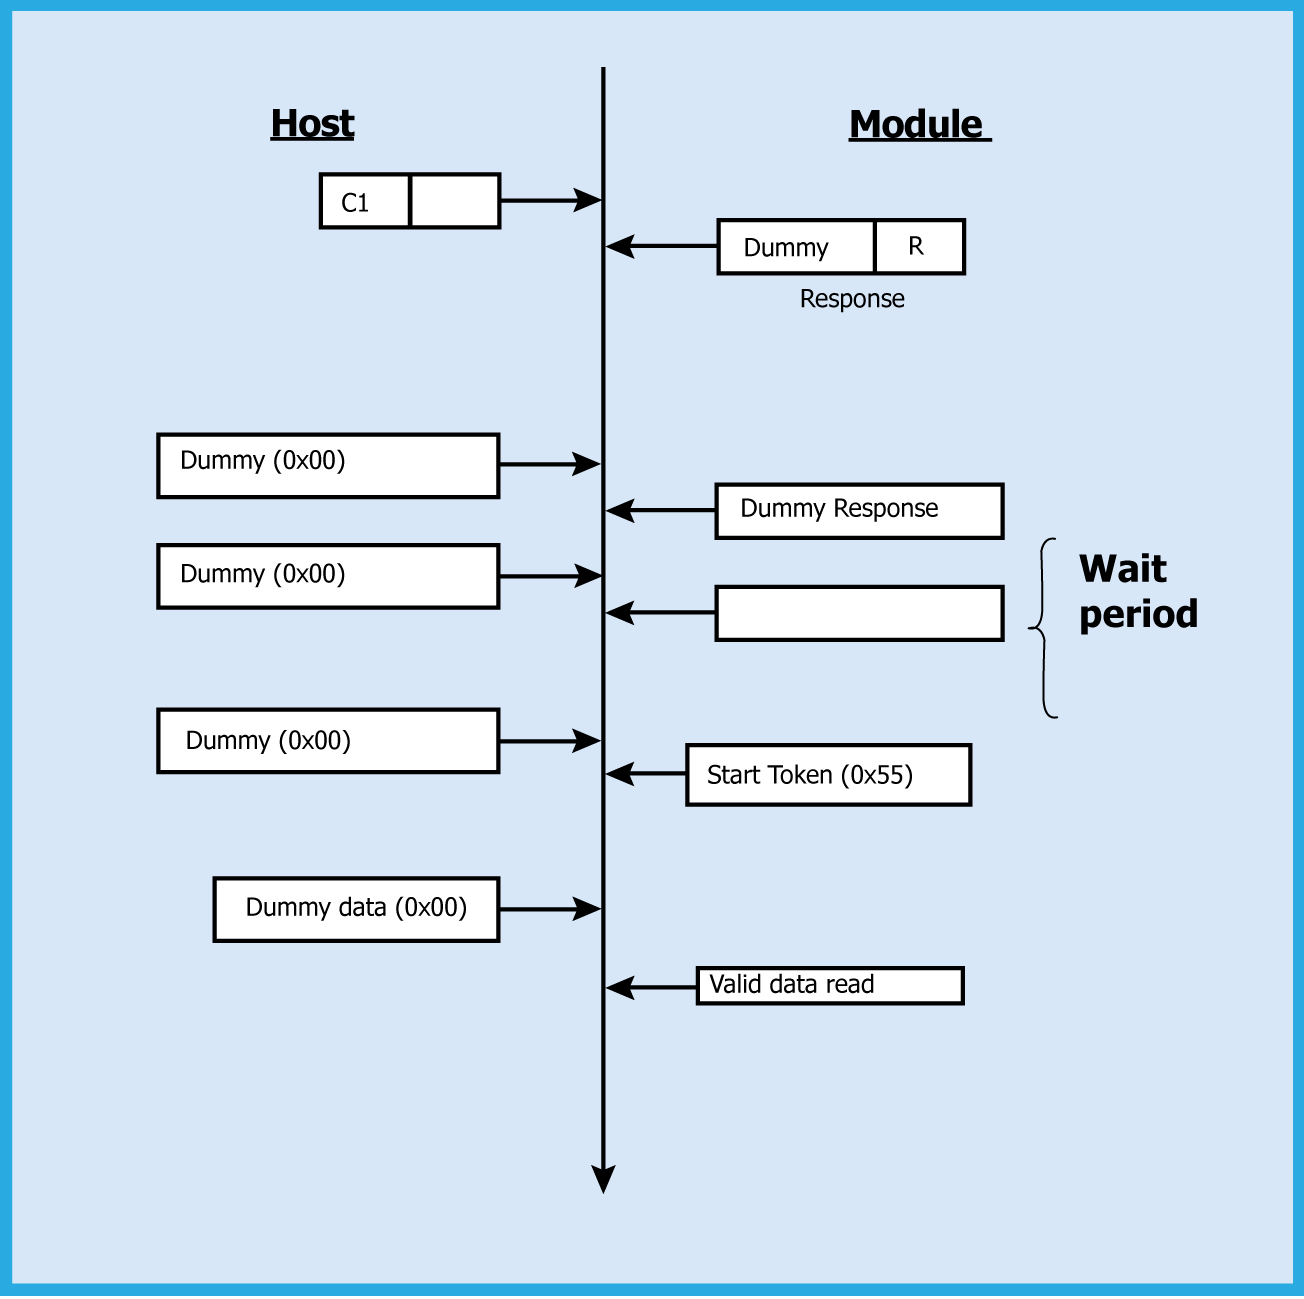 Host
Module
C1
Dummy
R
Response
Dummy (0x00)
Dummy Response
Dummy (0x00)
Wait
period
Dummy (0x00)
Start Token (0x55)
Dummy data (0x00)
Valid data read